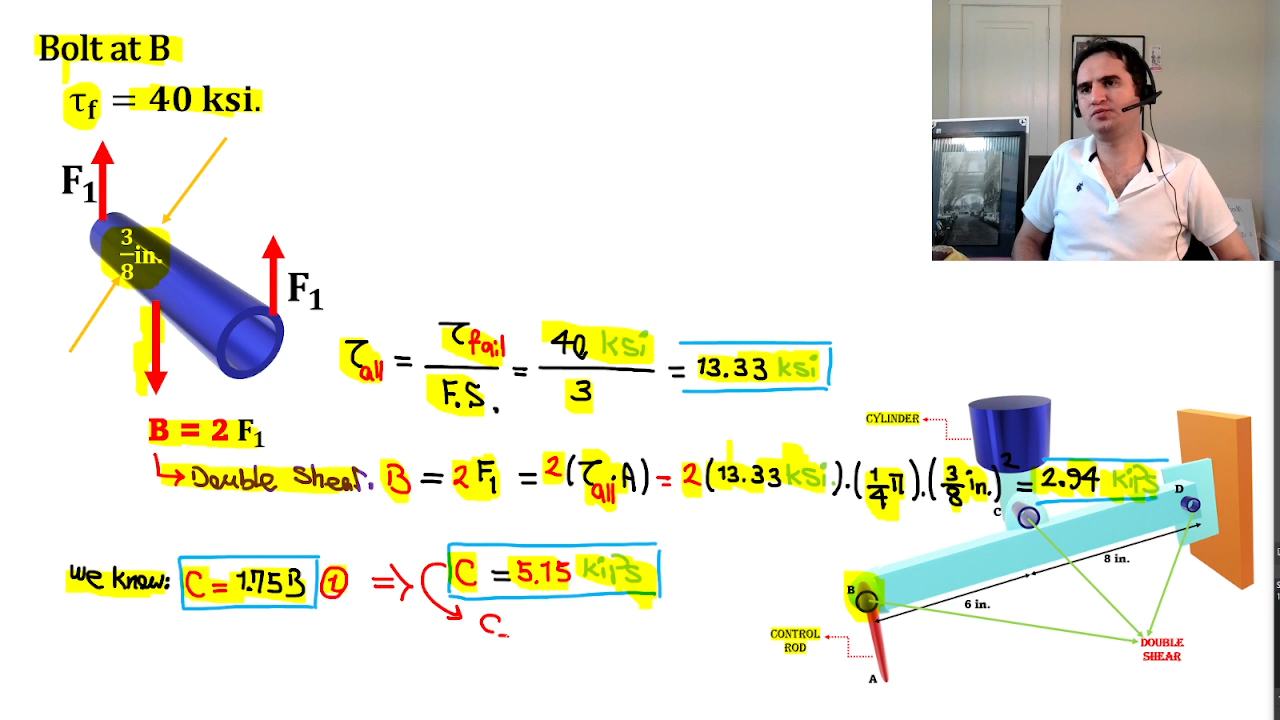 Bolt at B
τf = 40 ksi.
F1
3/8 in.
F1
τall = τfail / F.S. = 40 ksi / 3 = 13.33 ksi
B = 2 F1
↳ Double Shear. B = 2 F1 = 2(τall.A) = 2(13.33 ksi).(1/4 π).(3/8 in.)² = 2.94 kips
we know: C = 1.75B ① => C = 5.15 kips
C
CYLINDER
C
D
8 in.
B
6 in.
CONTROL
ROD
A
DOUBLE
SHEAR